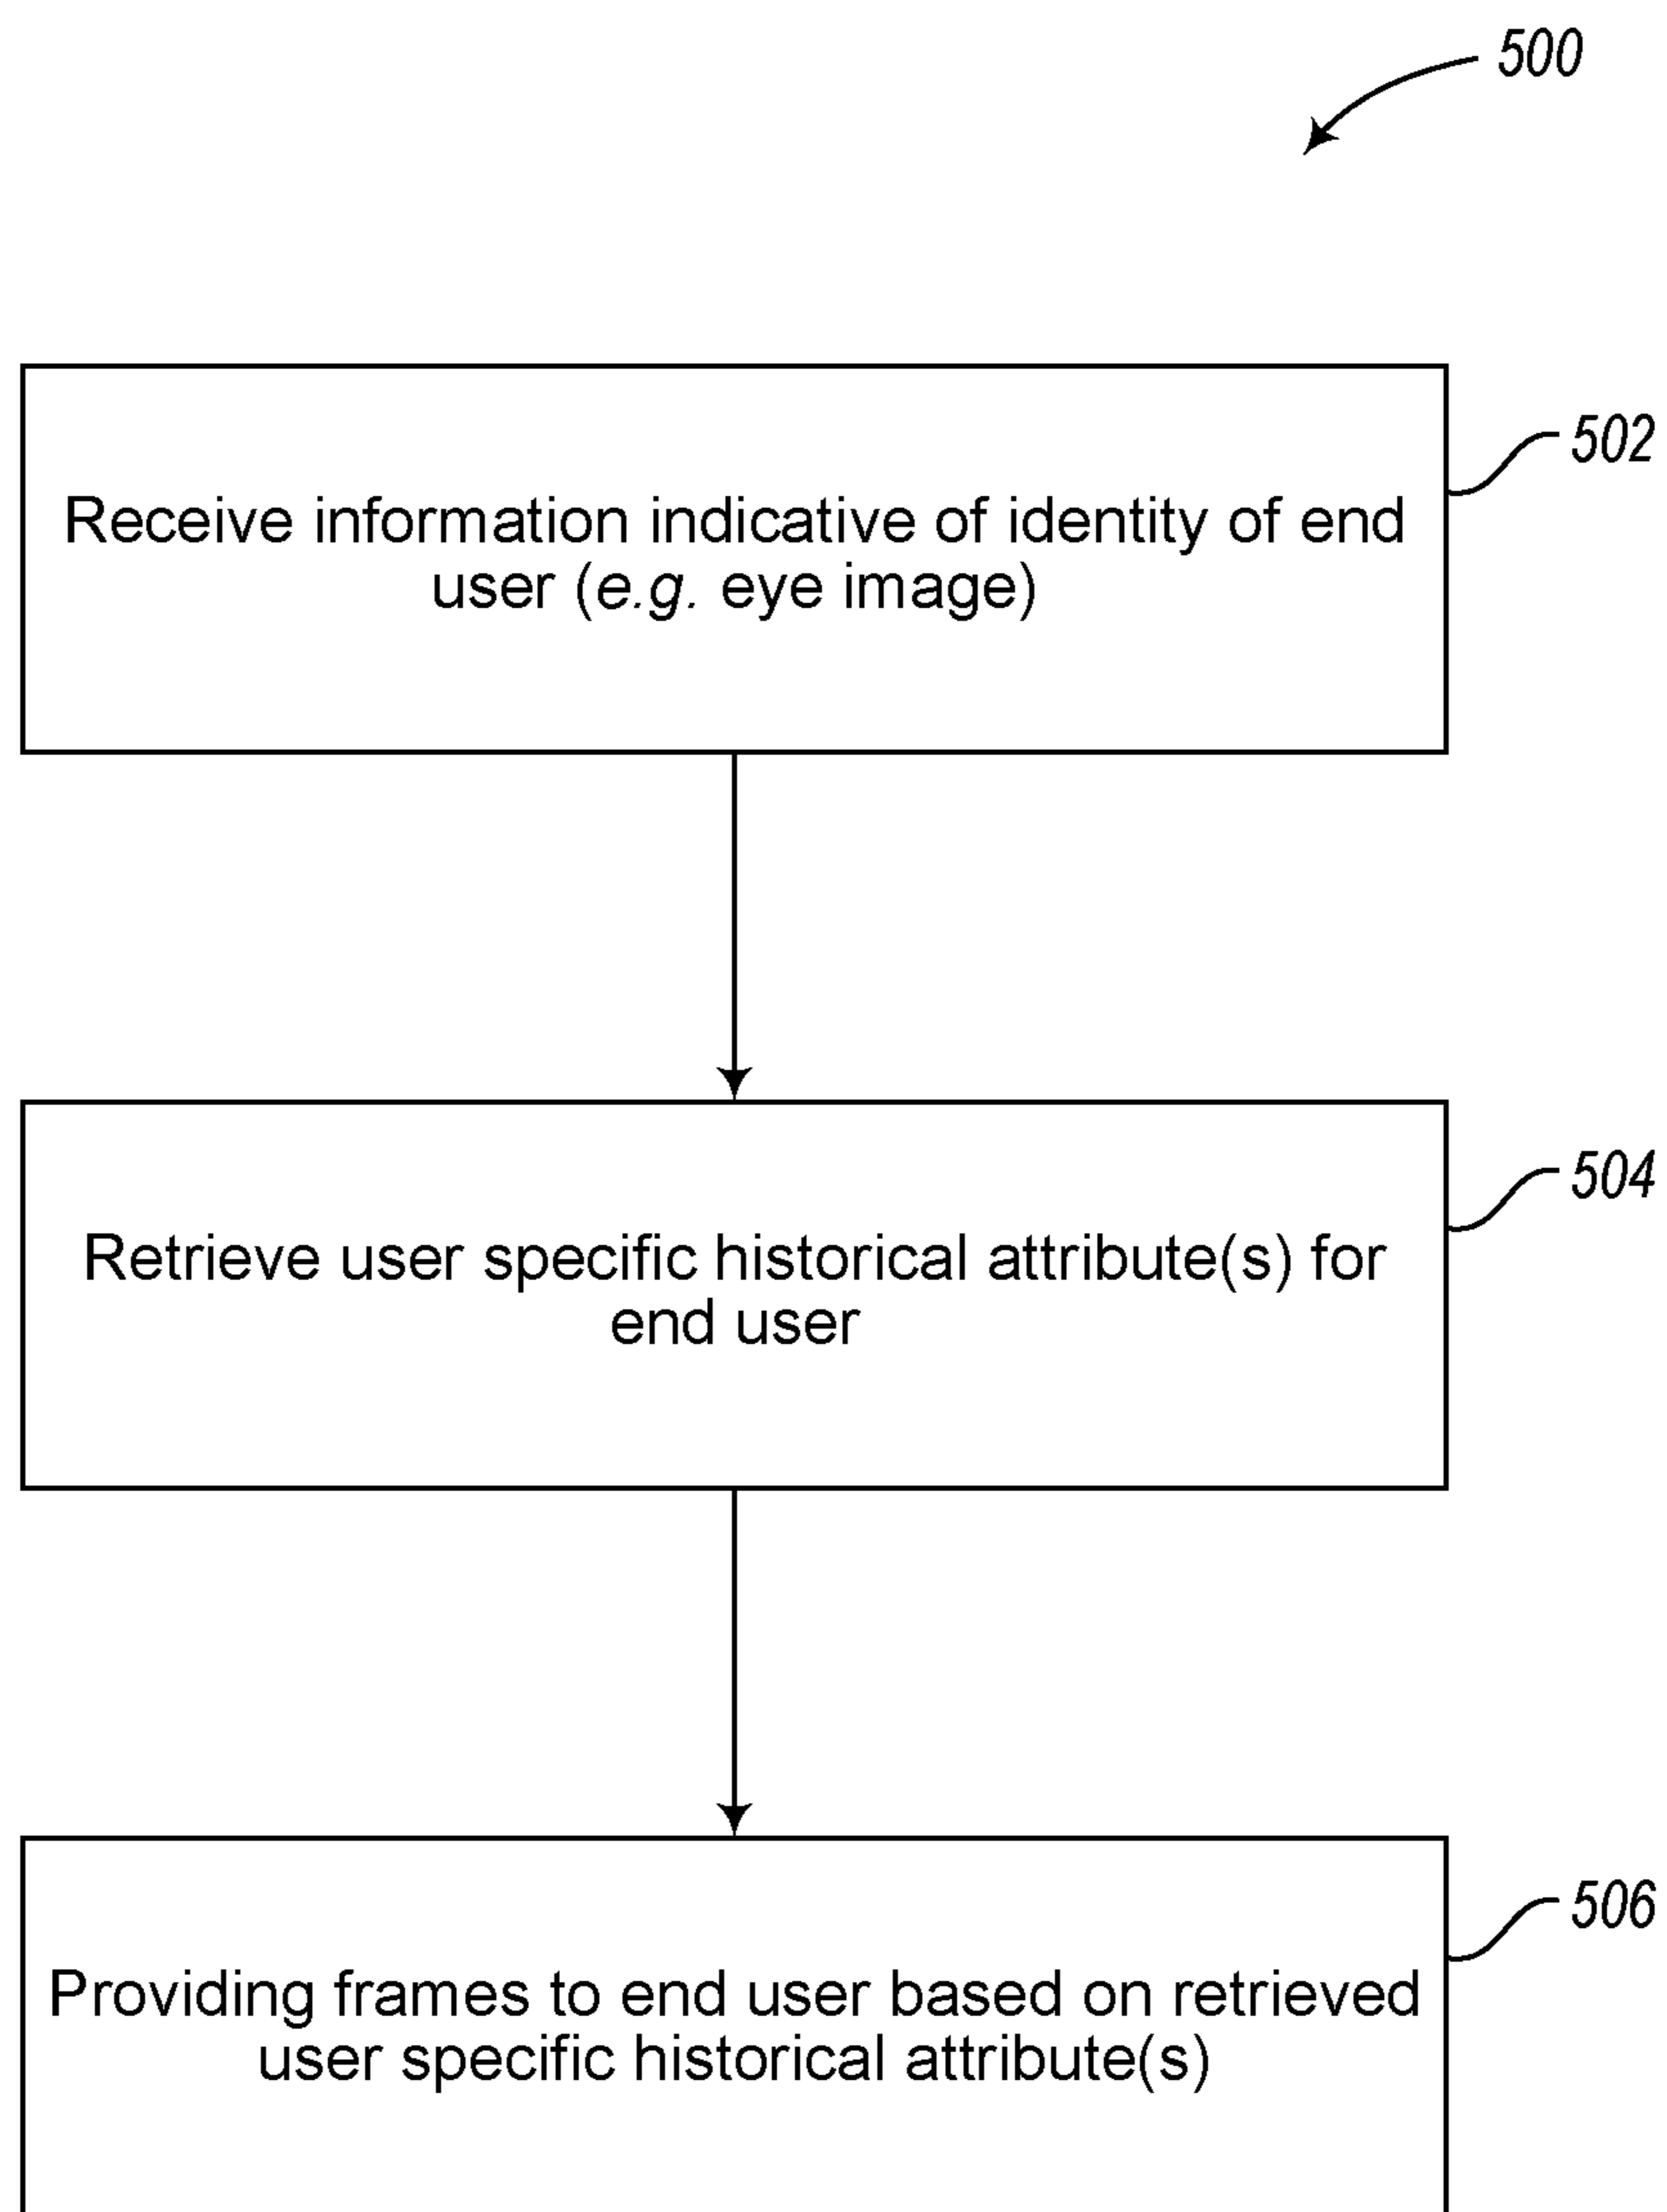 500
502
Receive information indicative of identity of end
user (e.g. eye image)
504
Retrieve user specific historical attribute(s) for
end user
506
Providing frames to end user based on retrieved
user specific historical attribute(s)